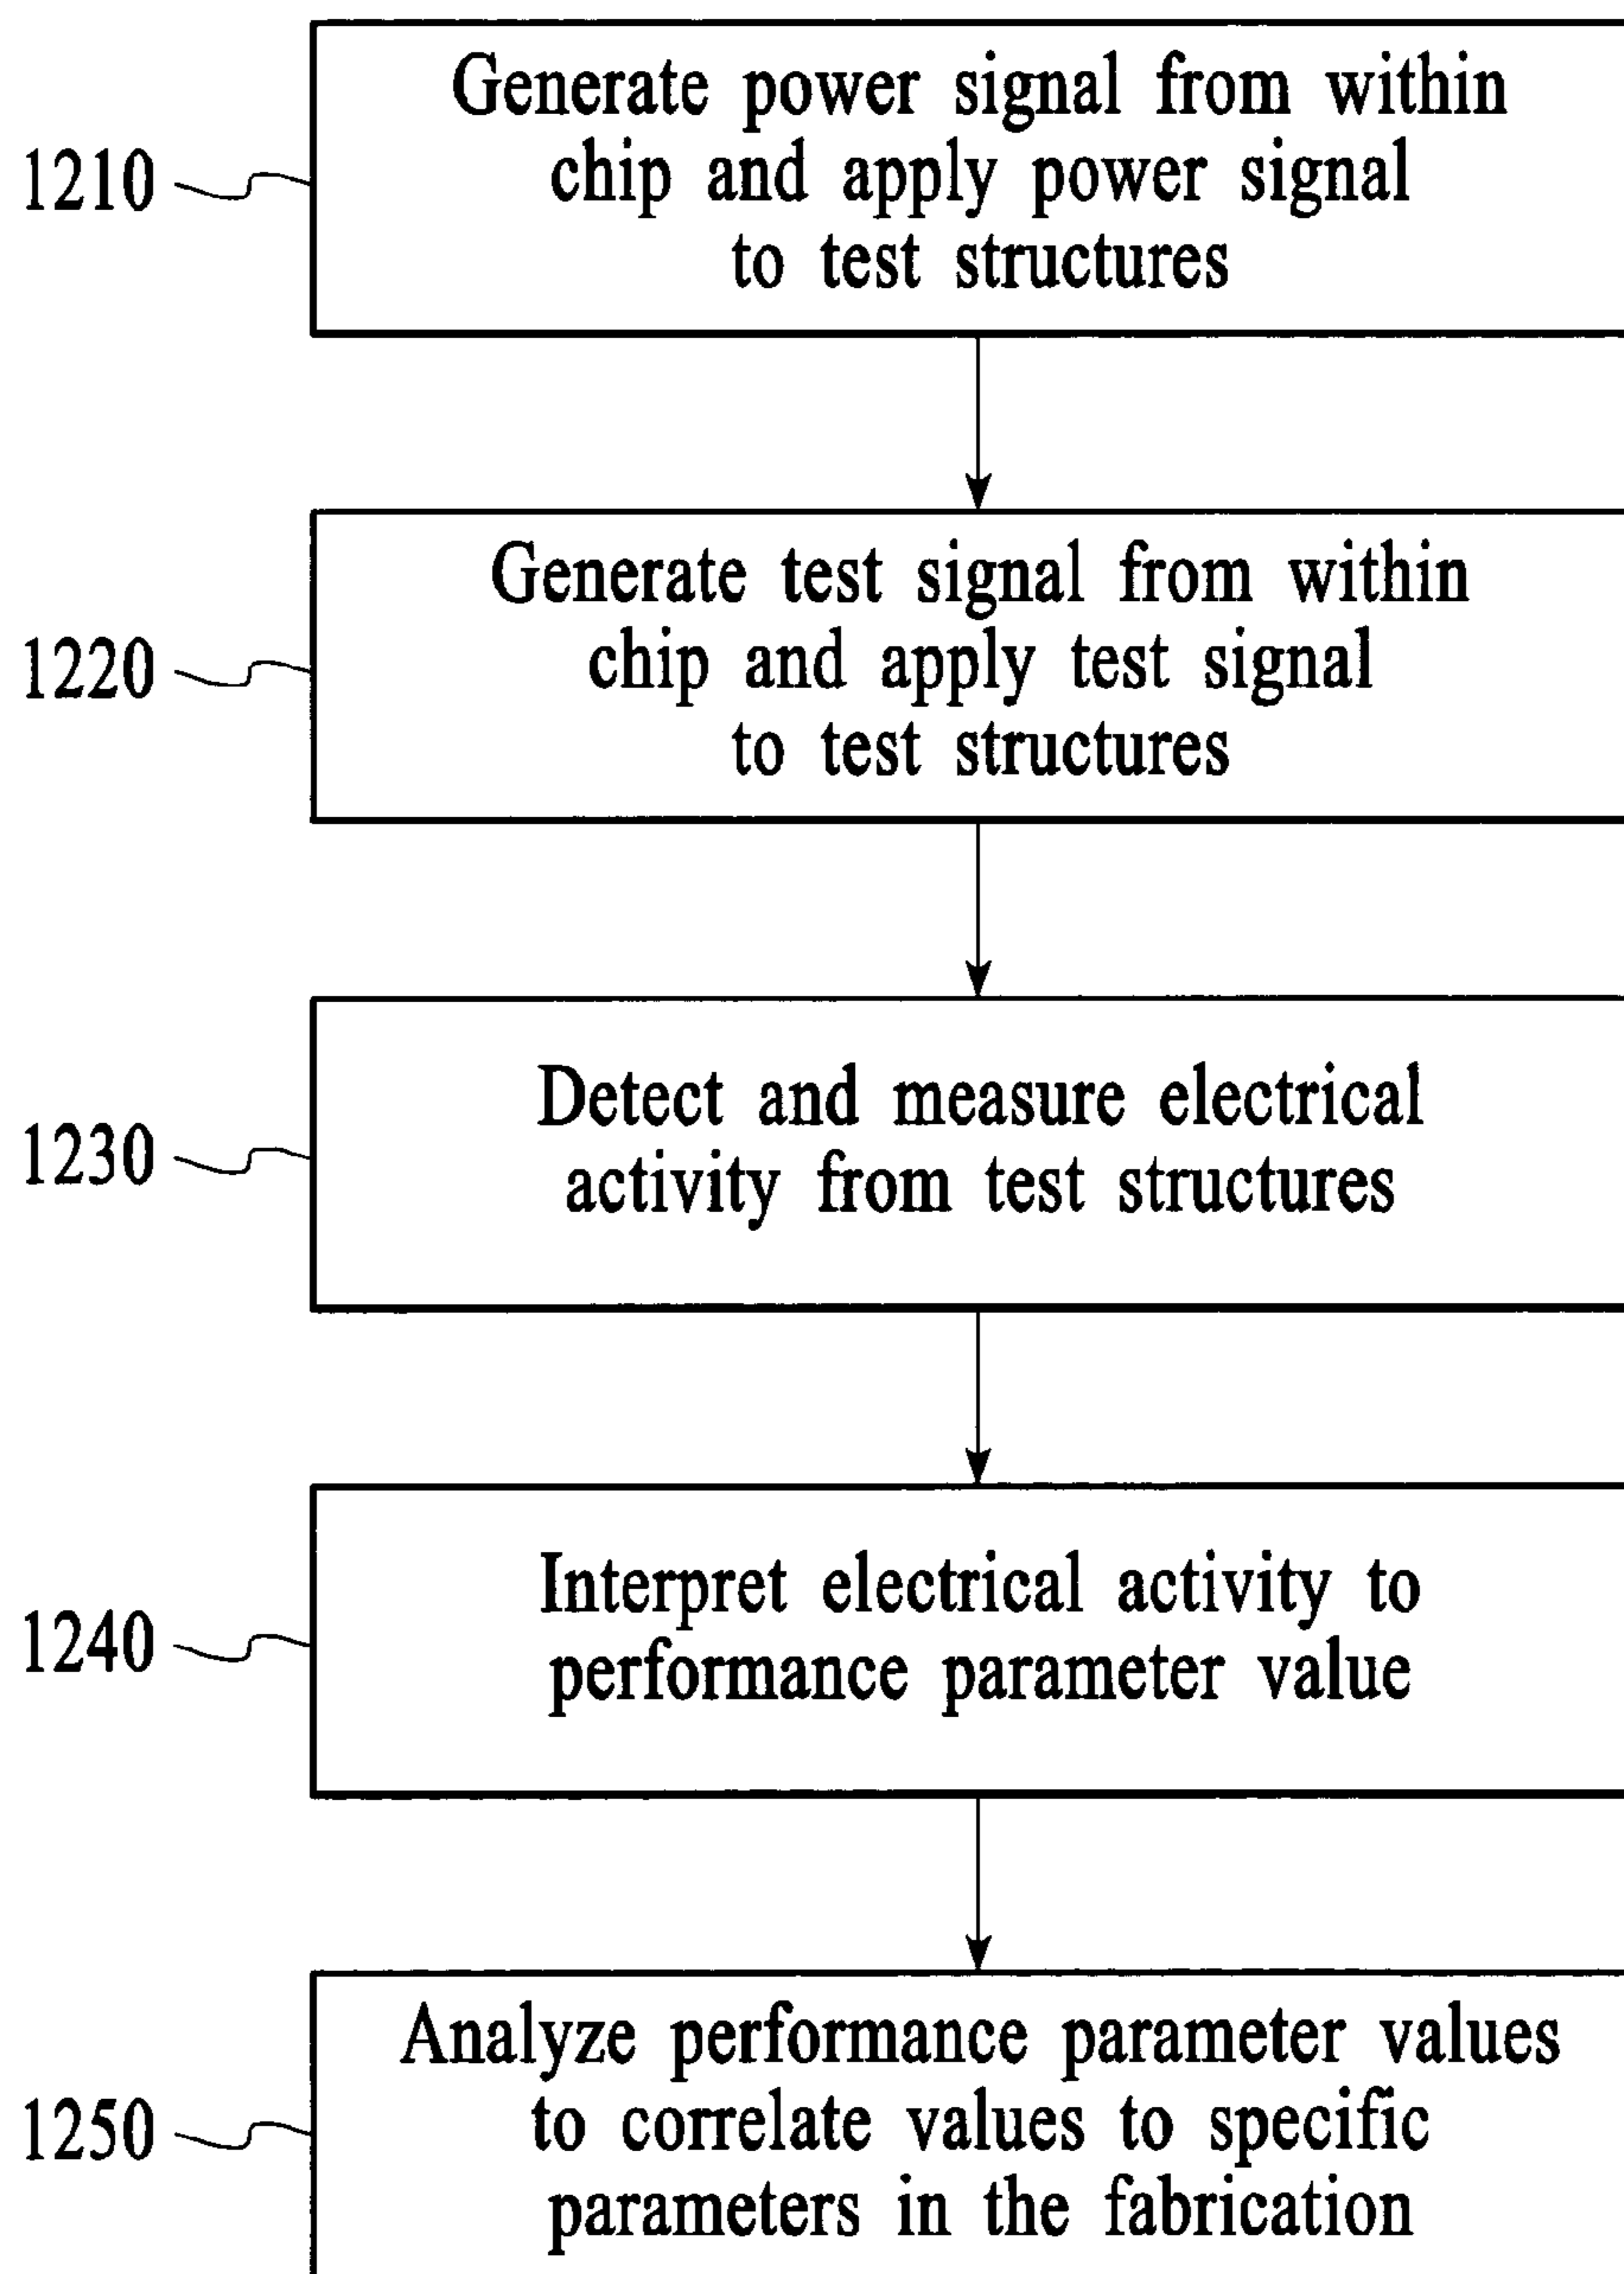 Generate power signal from within
chip and apply power signal
to test structures
1210
Generate test signal from within
chip and apply test signal
to test structures
1220
Detect and measure electrical
activity from test structures
1230
Interpret electrical activity to
performance parameter value
1240
Analyze performance parameter values
to correlate values to specific
parameters in the fabrication
1250